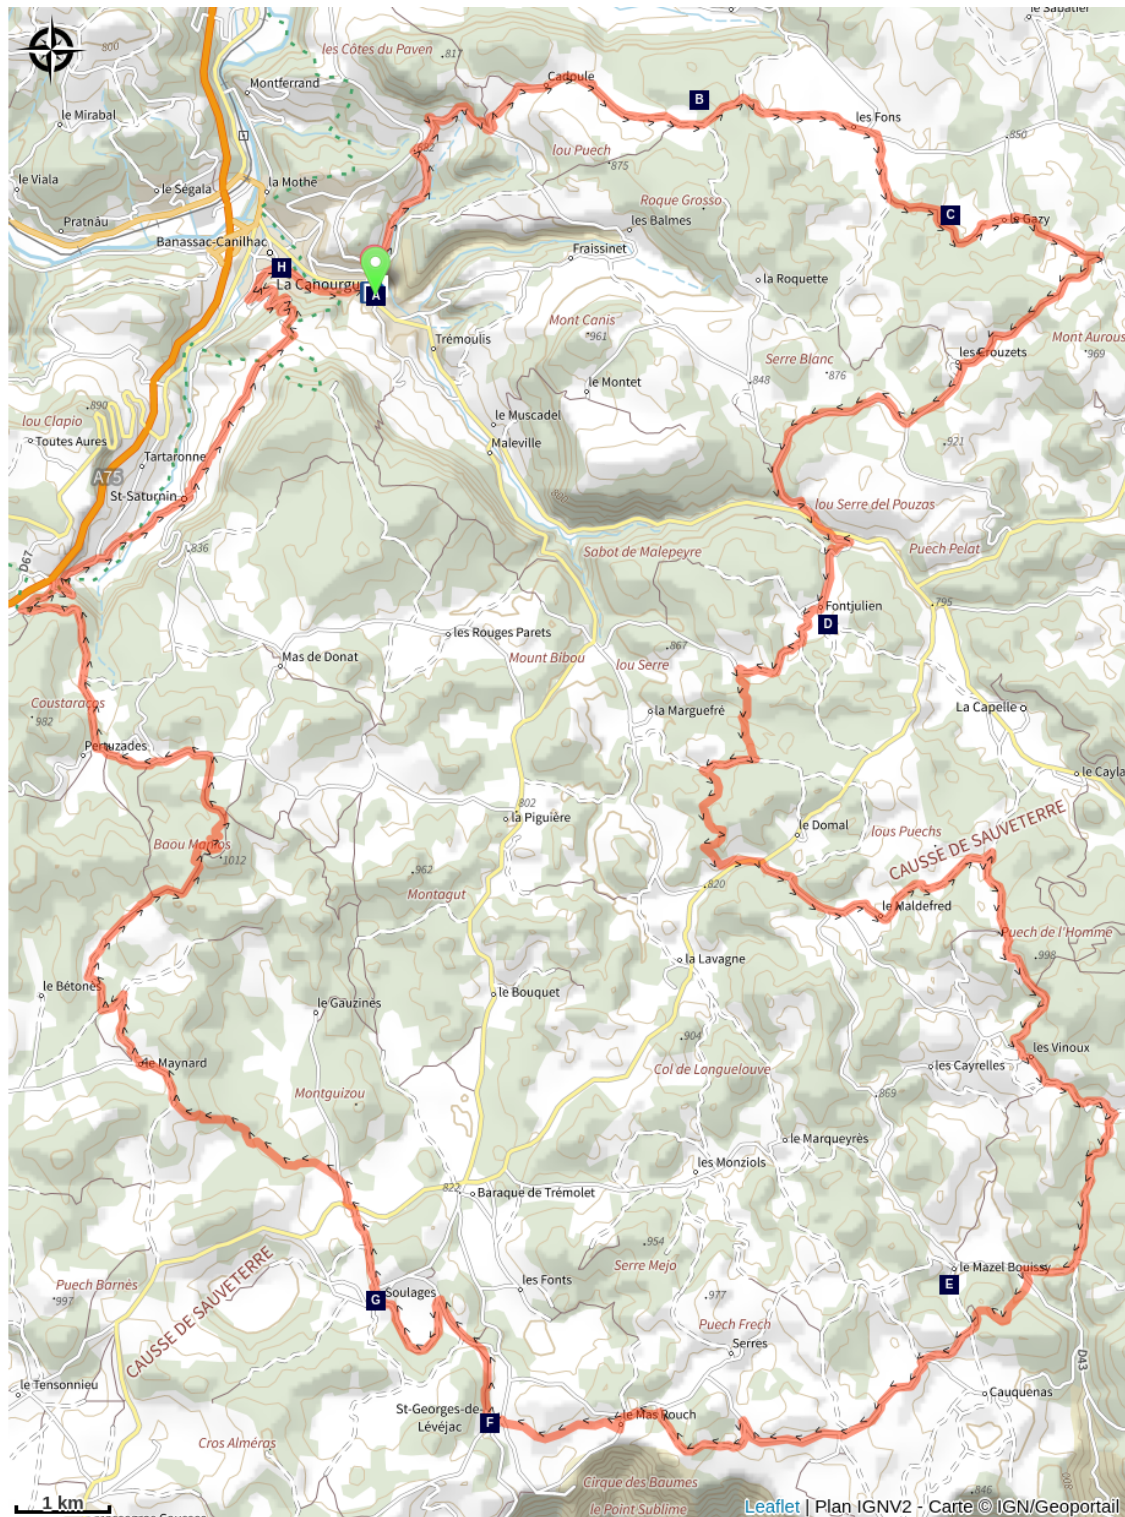 le Sabatier
800
les Côtes du Paven
817
Montferrand
Cadoule
B
le Mirabal
les Fons
850
682
lou Puech
875
le Viala
le Ségala
la Mothe
Roque Grosso
C
le Gazy
Pratnâu
les Balmes
Banassac-Canilhac
Fraissinet
H
La Canourgu
A
la Roquette
Mont Canis
961
Trémoulis
Mont Aurous
969
Serre Blanc
les Crouzets
848
876
le Montet
890
lou Clapio
le Muscadel
Toutes Aures
Maleville
921
Tartaronne
A75
St-Saturnin
800
lou Serre del Pouzas
836
Sabot de Malepeyre
Puech Pelat
D67
795
Fontjulien
D
les Rouges Parets
867
Mas de Donat
Mount Bibou
lou Serre
Coustaracos
982
la Marguefré
La Capelle
Pertuzades
le Cayla
802
la Piguière
le Domal
lous Puechs
CAUSSE DE SAUVETERRE
Baou Marlos
1012
962
Montagut
820
le Maldefred
Puech de l'Homme
998
la Lavagne
le Bétones
le Bouquet
le Gauzines
904
les Vinoux
le Maynard
Col de Longuelouve
les Cayrelles
Montguizou
869
le Marqueyrès
les Monziols
822
Baraque de Trémolet
954
Serre Mejo
le Mazel Bouissy
Puech Barnès
997
les Fonts
E
CAUSSE DE SAUVETERRE
G
Soulages
977
Puech Frech
Serres
D43
le Tensonnieu
Cauquenas
St-Georges-de-
Lévéjac
F
le Mas Rouch
Cros Alméras
Cirque des Baumes
846
908
1 km
le Point Sublime
Leaflet | Plan IGNV2 - Carte © IGN/Geoportail